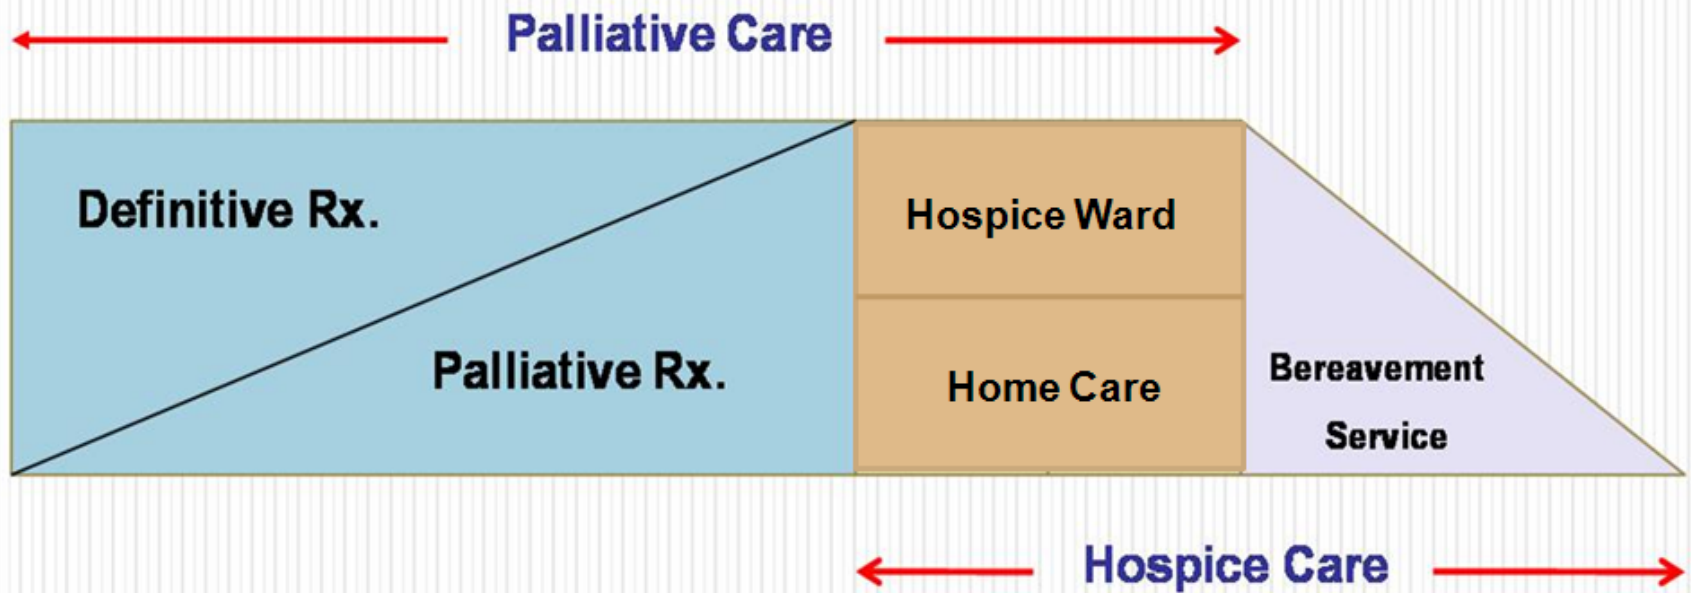 Palliative Care
Definitive Rx.
Palliative Rx.
Hospice Ward
Home Care
Bereavement
Service
Hospice Care